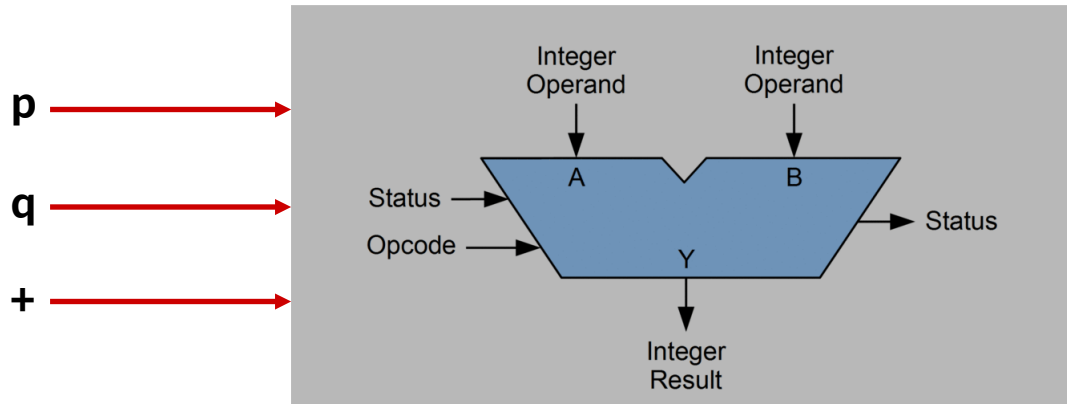 p
q
+
Integer
Operand
Integer
Operand
A
B
Status
Opcode
Status
Y
Integer
Result